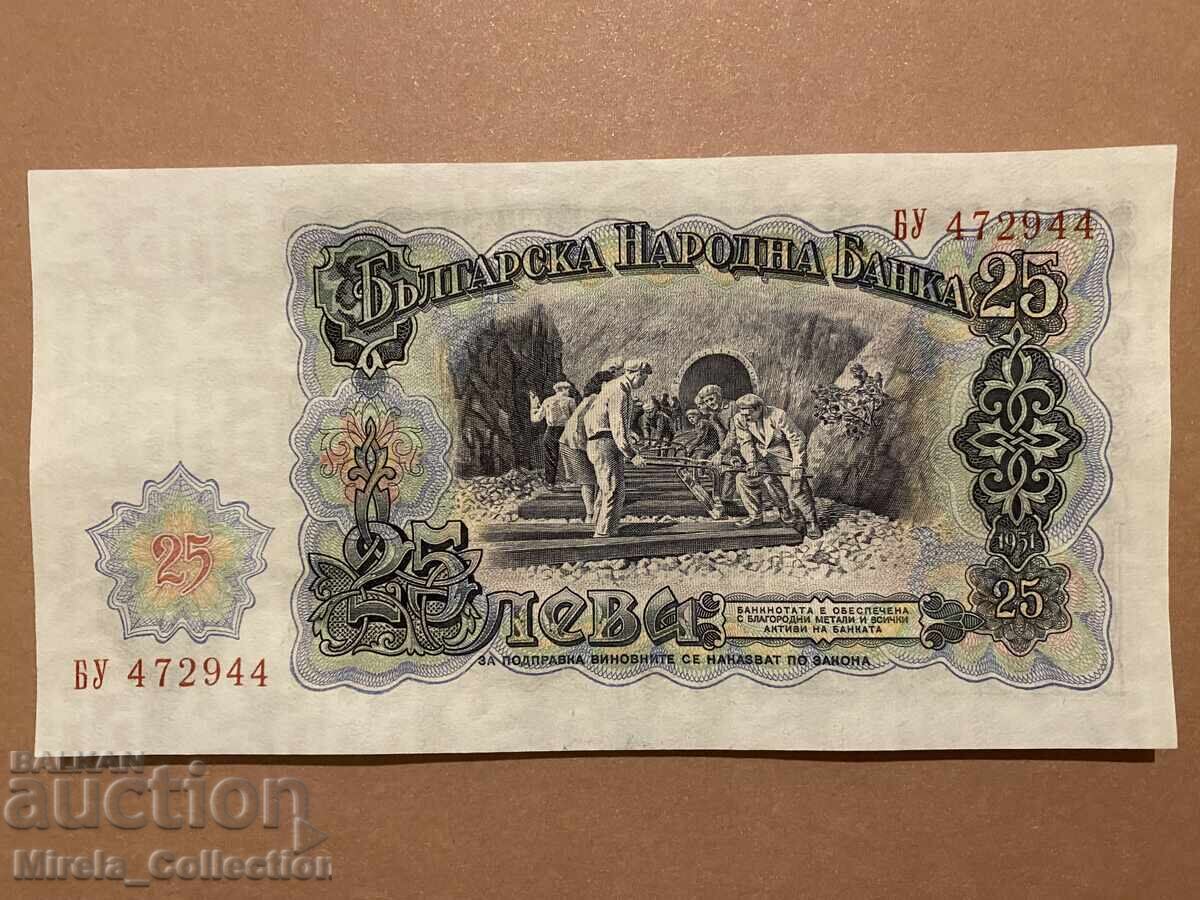 БУ 472944
БЪЛГАРСКА НАРОДНА БАНКА
25
1951
25
25
25 ЛЕВА
БАНКНОТАТА Е ОБЕСПЕЧЕНА
С БЛАГОРОДНИ МЕТАЛИ И ВСИЧКИ
АКТИВИ НА БАНКАТА
ЗА ПОДПРАВКА ВИНОВНИТЕ СЕ НАКАЗВАТ ПО ЗАКОНА
БУ 472944
BALKAN
auction
Mirela_Collection